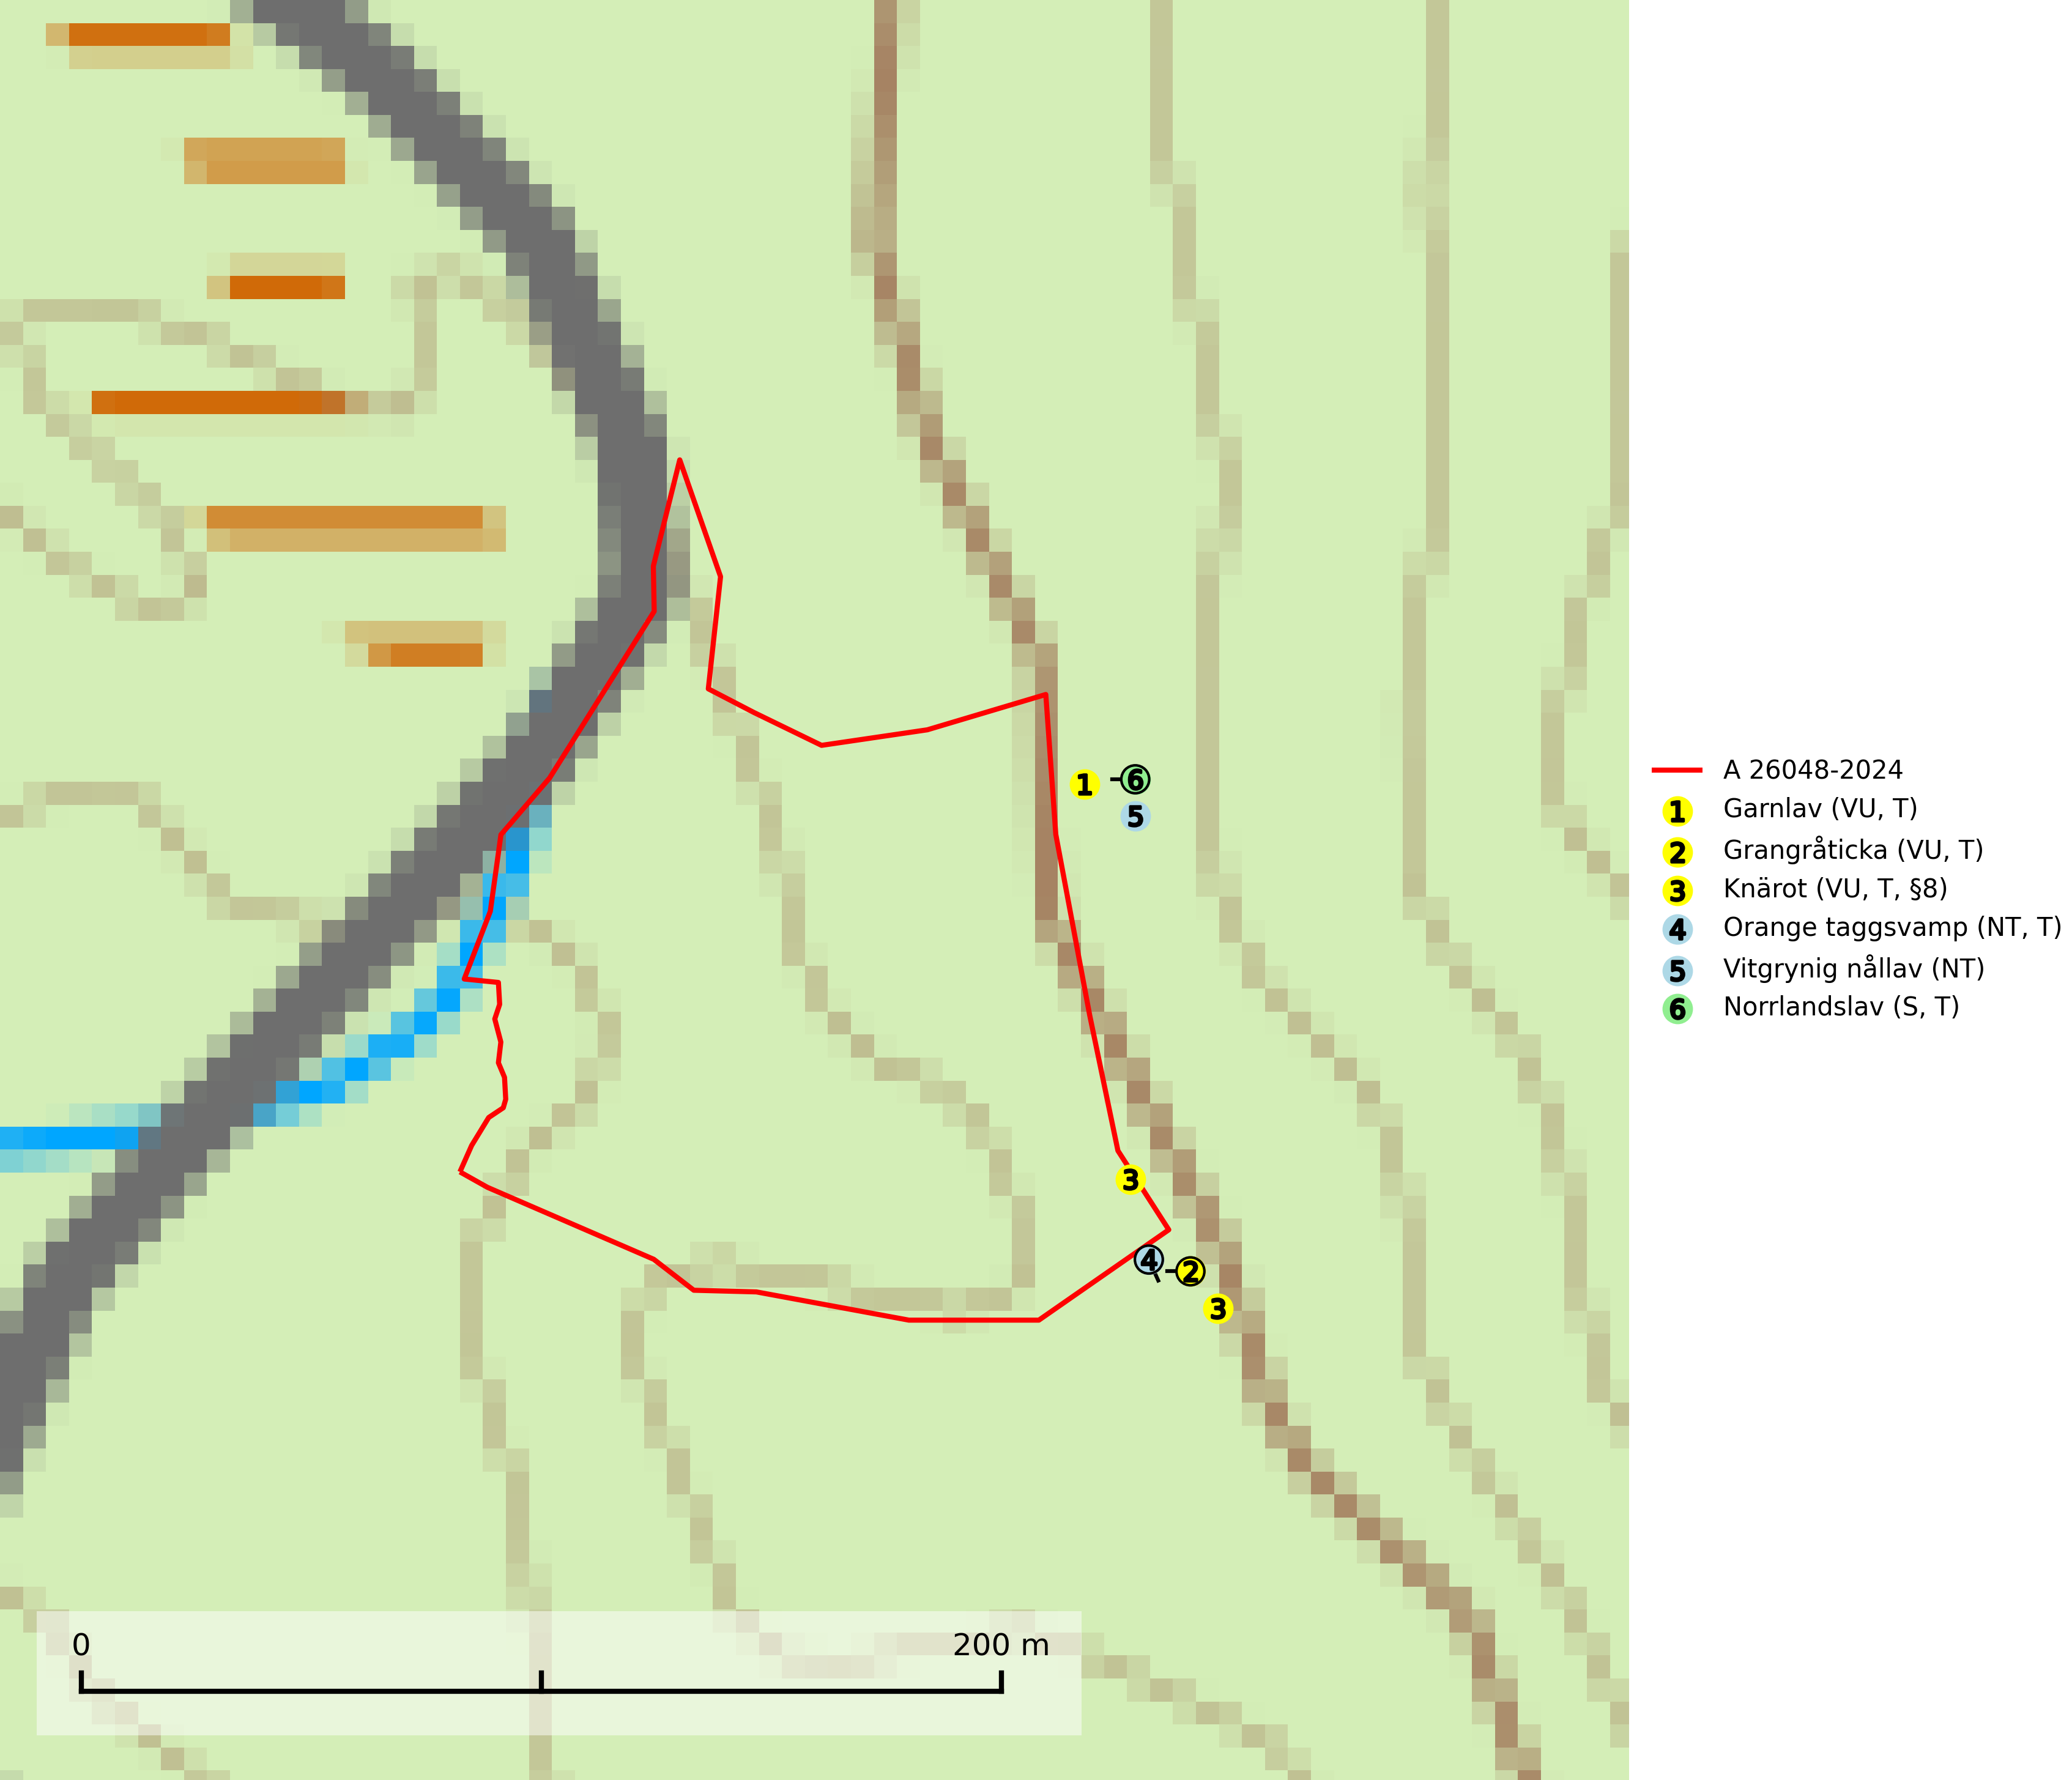 1
6
5
3
4
2
3
0
200 m
A 26048-2024
1 Garnlav (VU, T)
2 Grangråticka (VU, T)
3 Knärot (VU, T, §8)
4 Orange taggsvamp (NT, T)
5 Vitgrynig nållav (NT)
6 Norrlandslav (S, T)